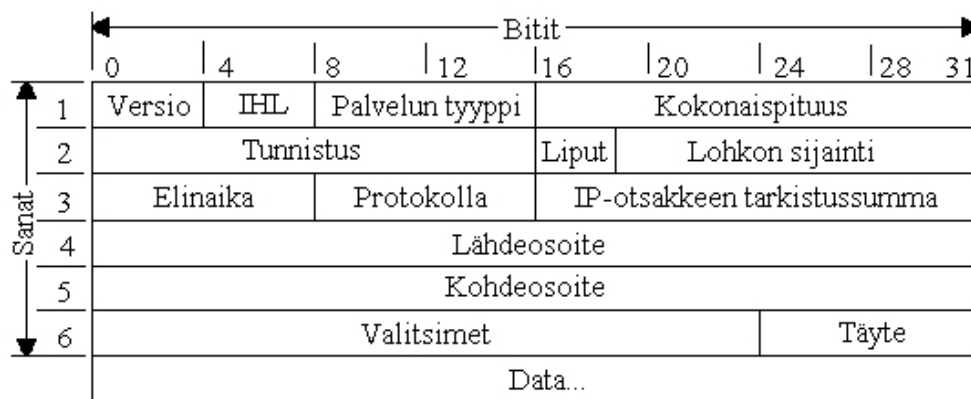 Bitit
0 4 8 12 16 20 24 28 31
Sanat
1 Versio IHL Palvelun tyyppi Kokonaispituus
2 Tunnistus Liput Lohkon sijainti
3 Elinaika Protokolla IP-otsakkeen tarkistussumma
4 Lähdeosoite
5 Kohdeosoite
6 Valitsimet Täyte
Data...